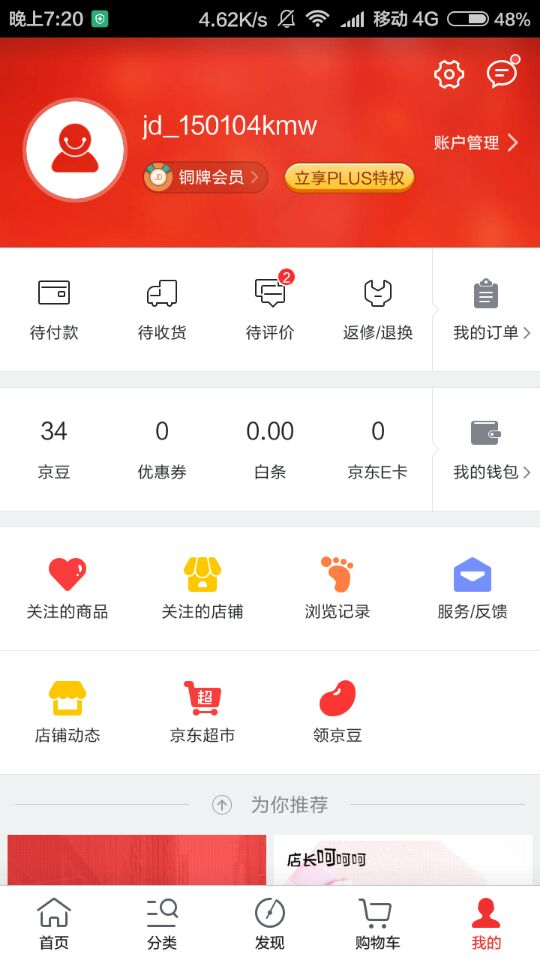 晚上7:20 4.62K/s 移动 4G 48%
jd_150104kmw
账户管理
JD 铜牌会员 立享PLUS特权
2
待付款 待收货 待评价 返修/退换 我的订单
34 0 0.00 0
京豆 优惠券 白条 京东E卡 我的钱包
关注的商品 关注的店铺 浏览记录 服务/反馈
超
店铺动态 京东超市 领京豆
为你推荐
店长呵呵呵
首页 分类 发现 购物车 我的